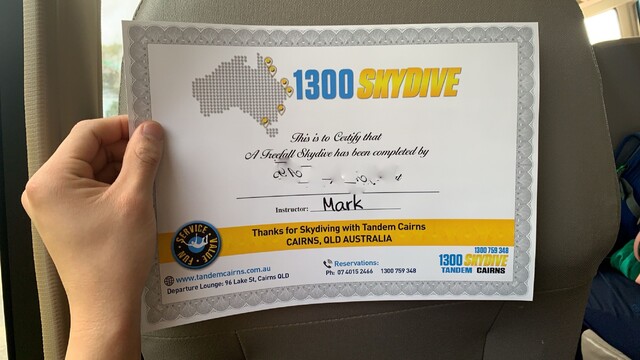 1300 SKYDIVE
This is to Certify that
A Freefall Skydive has been completed by
Instructor: Mark
Thanks for Skydiving with Tandem Cairns
CAIRNS, QLD AUSTRALIA
SERVICE • VALUE • FUN
www.tandemcairns.com.au
Departure Lounge: 96 Lake St, Cairns QLD
Reservations:
Ph: 07 4015 2466 1300 759 348
1300 759 348
1300 SKYDIVE
TANDEM CAIRNS